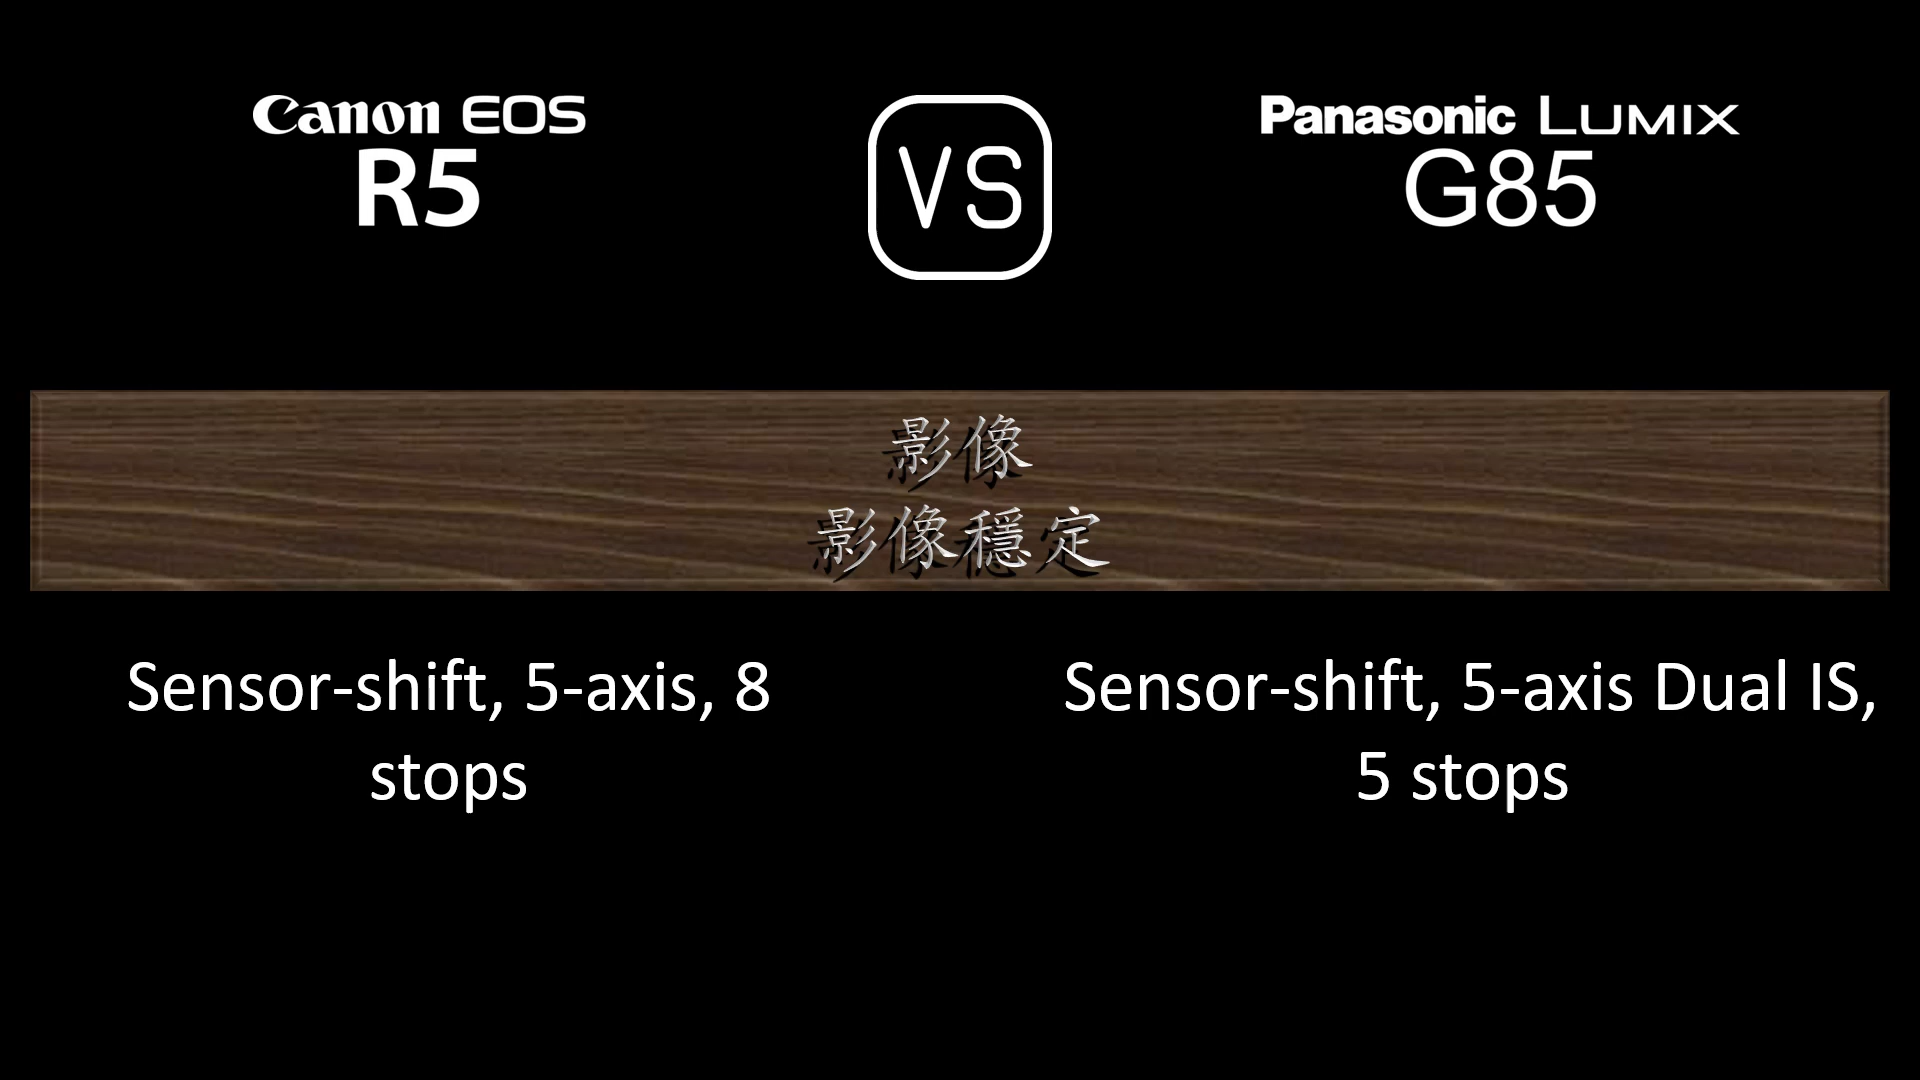 Canon EOS
R5
VS
Panasonic LUMIX
G85
影像
影像穩定
Sensor-shift, 5-axis, 8
stops
Sensor-shift, 5-axis Dual IS,
5 stops